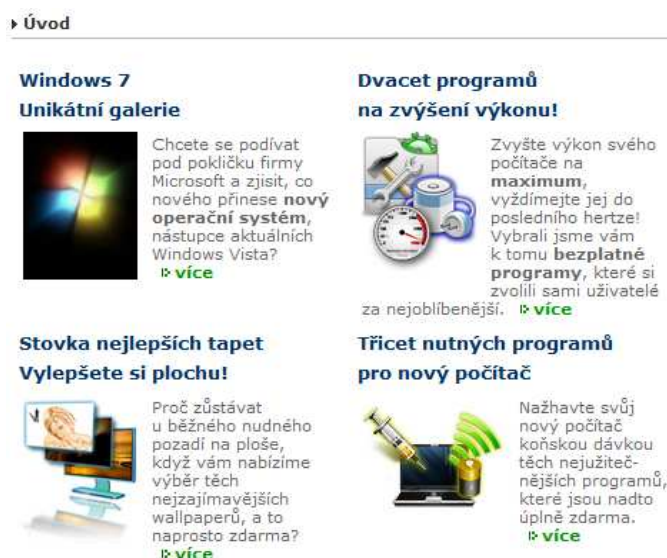 Úvod
Windows 7
Unikátní galerie
Chcete se podívat
pod pokličku firmy
Microsoft a zjisit, co
nového přinese nový
operační systém,
nástupce aktuálních
Windows Vista?
více
Dvacet programů
na zvýšení výkonu!
Zvyšte výkon svého
počítače na
maximum,
vyždímejte jej do
posledního hertze!
Vybrali jsme vám
k tomu bezplatné
programy, které si
zvolili sami uživatelé
za nejoblíbenější. více
Stovka nejlepších tapet
Vylepšete si plochu!
Proč zůstávat
u běžného nudného
pozadí na ploše,
když vám nabízíme
výběr těch
nejzajímavějších
wallpaperů, a to
naprosto zdarma?
více
Třicet nutných programů
pro nový počítač
Nažhavte svůj
nový počítač
koňskou dávkou
těch nejužiteč-
nějších programů,
které jsou nadto
úplně zdarma.
více